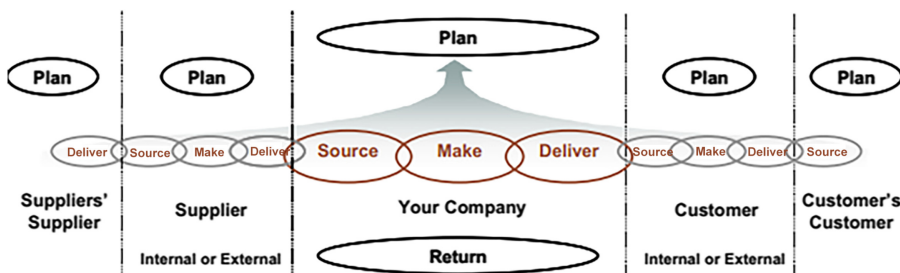 Plan
Plan Plan Plan Plan
Deliver Source Make Deliver Source Make Deliver Source Make Deliver Source
Suppliers’
Supplier
Supplier
Your Company
Customer
Customer's
Customer
Internal or External
Return
Internal or External